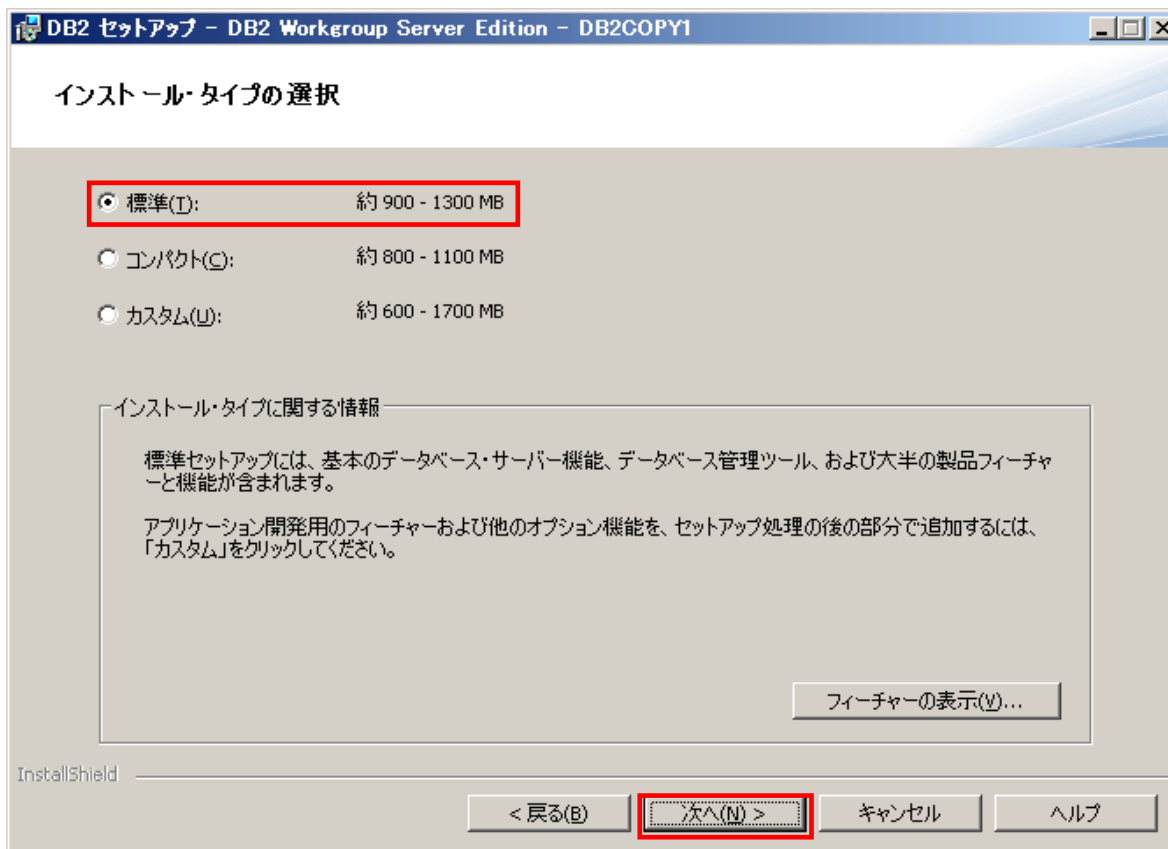 DB2 セットアップ - DB2 Workgroup Server Edition - DB2COPY1
インストール・タイプの選択
標準(T): 約 900 - 1300 MB
コンパクト(C): 約 800 - 1100 MB
カスタム(U): 約 600 - 1700 MB
インストール・タイプに関する情報
標準セットアップには、基本のデータベース・サーバー機能、データベース管理ツール、および大半の製品フィーチャ
ーと機能が含まれます。
アプリケーション開発用のフィーチャーおよび他のオプション機能を、セットアップ処理の後の部分で追加するには、
「カスタム」をクリックしてください。
フィーチャーの表示(V)...
InstallShield
< 戻る(B) 次へ(N) > キャンセル ヘルプ